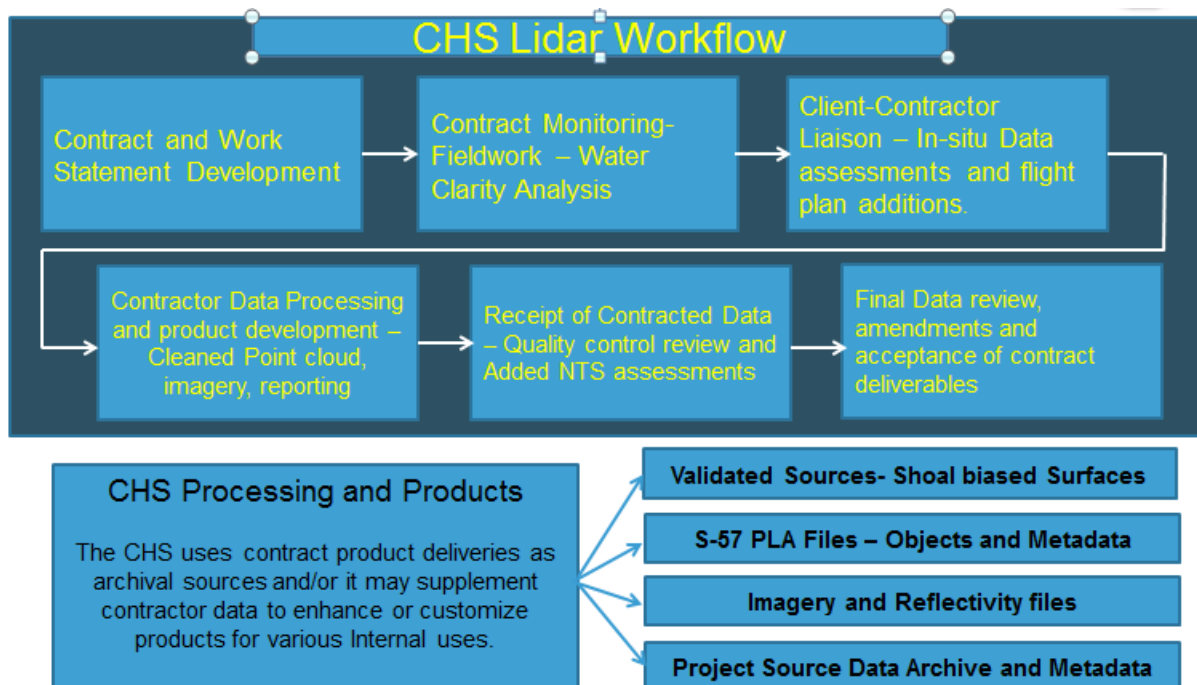 CHS Lidar Workflow
Contract and Work
Statement Development
Contract Monitoring-
Fieldwork – Water
Clarity Analysis
Client-Contractor
Liaison – In-situ Data
assessments and flight
plan additions.
Contractor Data Processing
and product development –
Cleaned Point cloud,
imagery, reporting
Receipt of Contracted Data
– Quality control review and
Added NTS assessments
Final Data review,
amendments and
acceptance of contract
deliverables
CHS Processing and Products
The CHS uses contract product deliveries as
archival sources and/or it may supplement
contractor data to enhance or customize
products for various Internal uses.
Validated Sources- Shoal biased Surfaces
S-57 PLA Files – Objects and Metadata
Imagery and Reflectivity files
Project Source Data Archive and Metadata